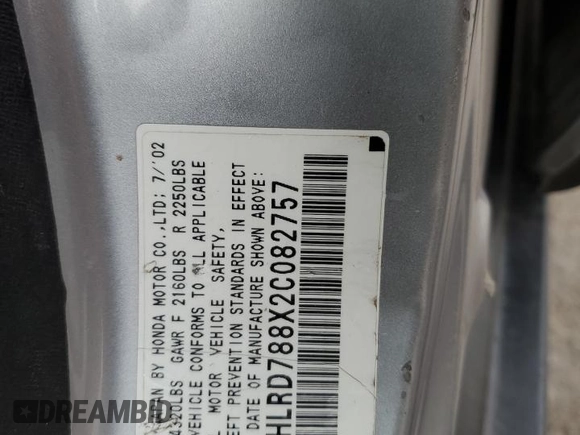 AN BY HONDA MOTOR CO.,LTD; 7/'02
4320LBS GAWR F 2160LBS R 2250LBS
VEHICLE CONFORMS TO ALL APPLICABLE
MOTOR VEHICLE SAFETY,
EFT PREVENTION STANDARDS IN EFFECT
DATE OF MANUFACTURE SHOWN ABOVE:
HLRD788X2C082757
DREAMBID